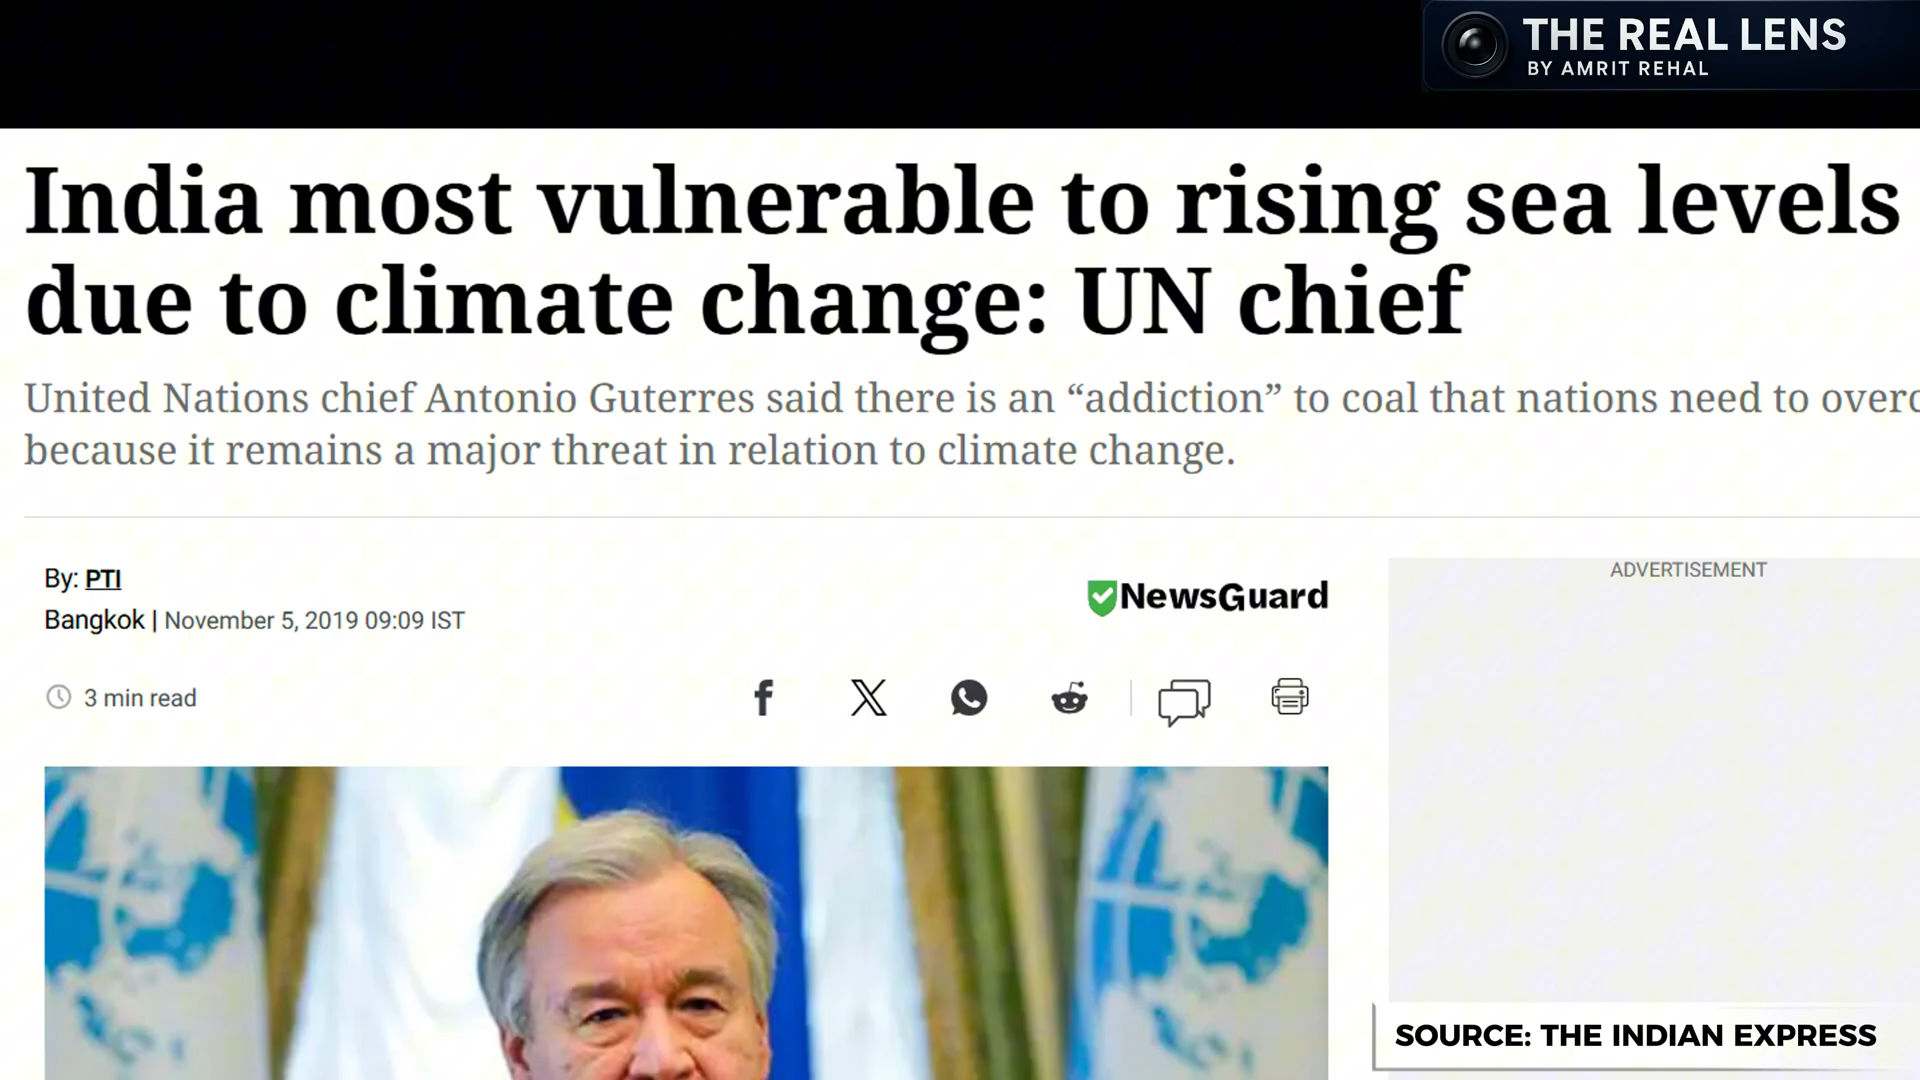 THE REAL LENS
BY AMRIT REHAL
India most vulnerable to rising sea levels
due to climate change: UN chief
United Nations chief Antonio Guterres said there is an “addiction” to coal that nations need to overc
because it remains a major threat in relation to climate change.
By: PTI
Bangkok | November 5, 2019 09:09 IST
NewsGuard
ADVERTISEMENT
3 min read
SOURCE: THE INDIAN EXPRESS